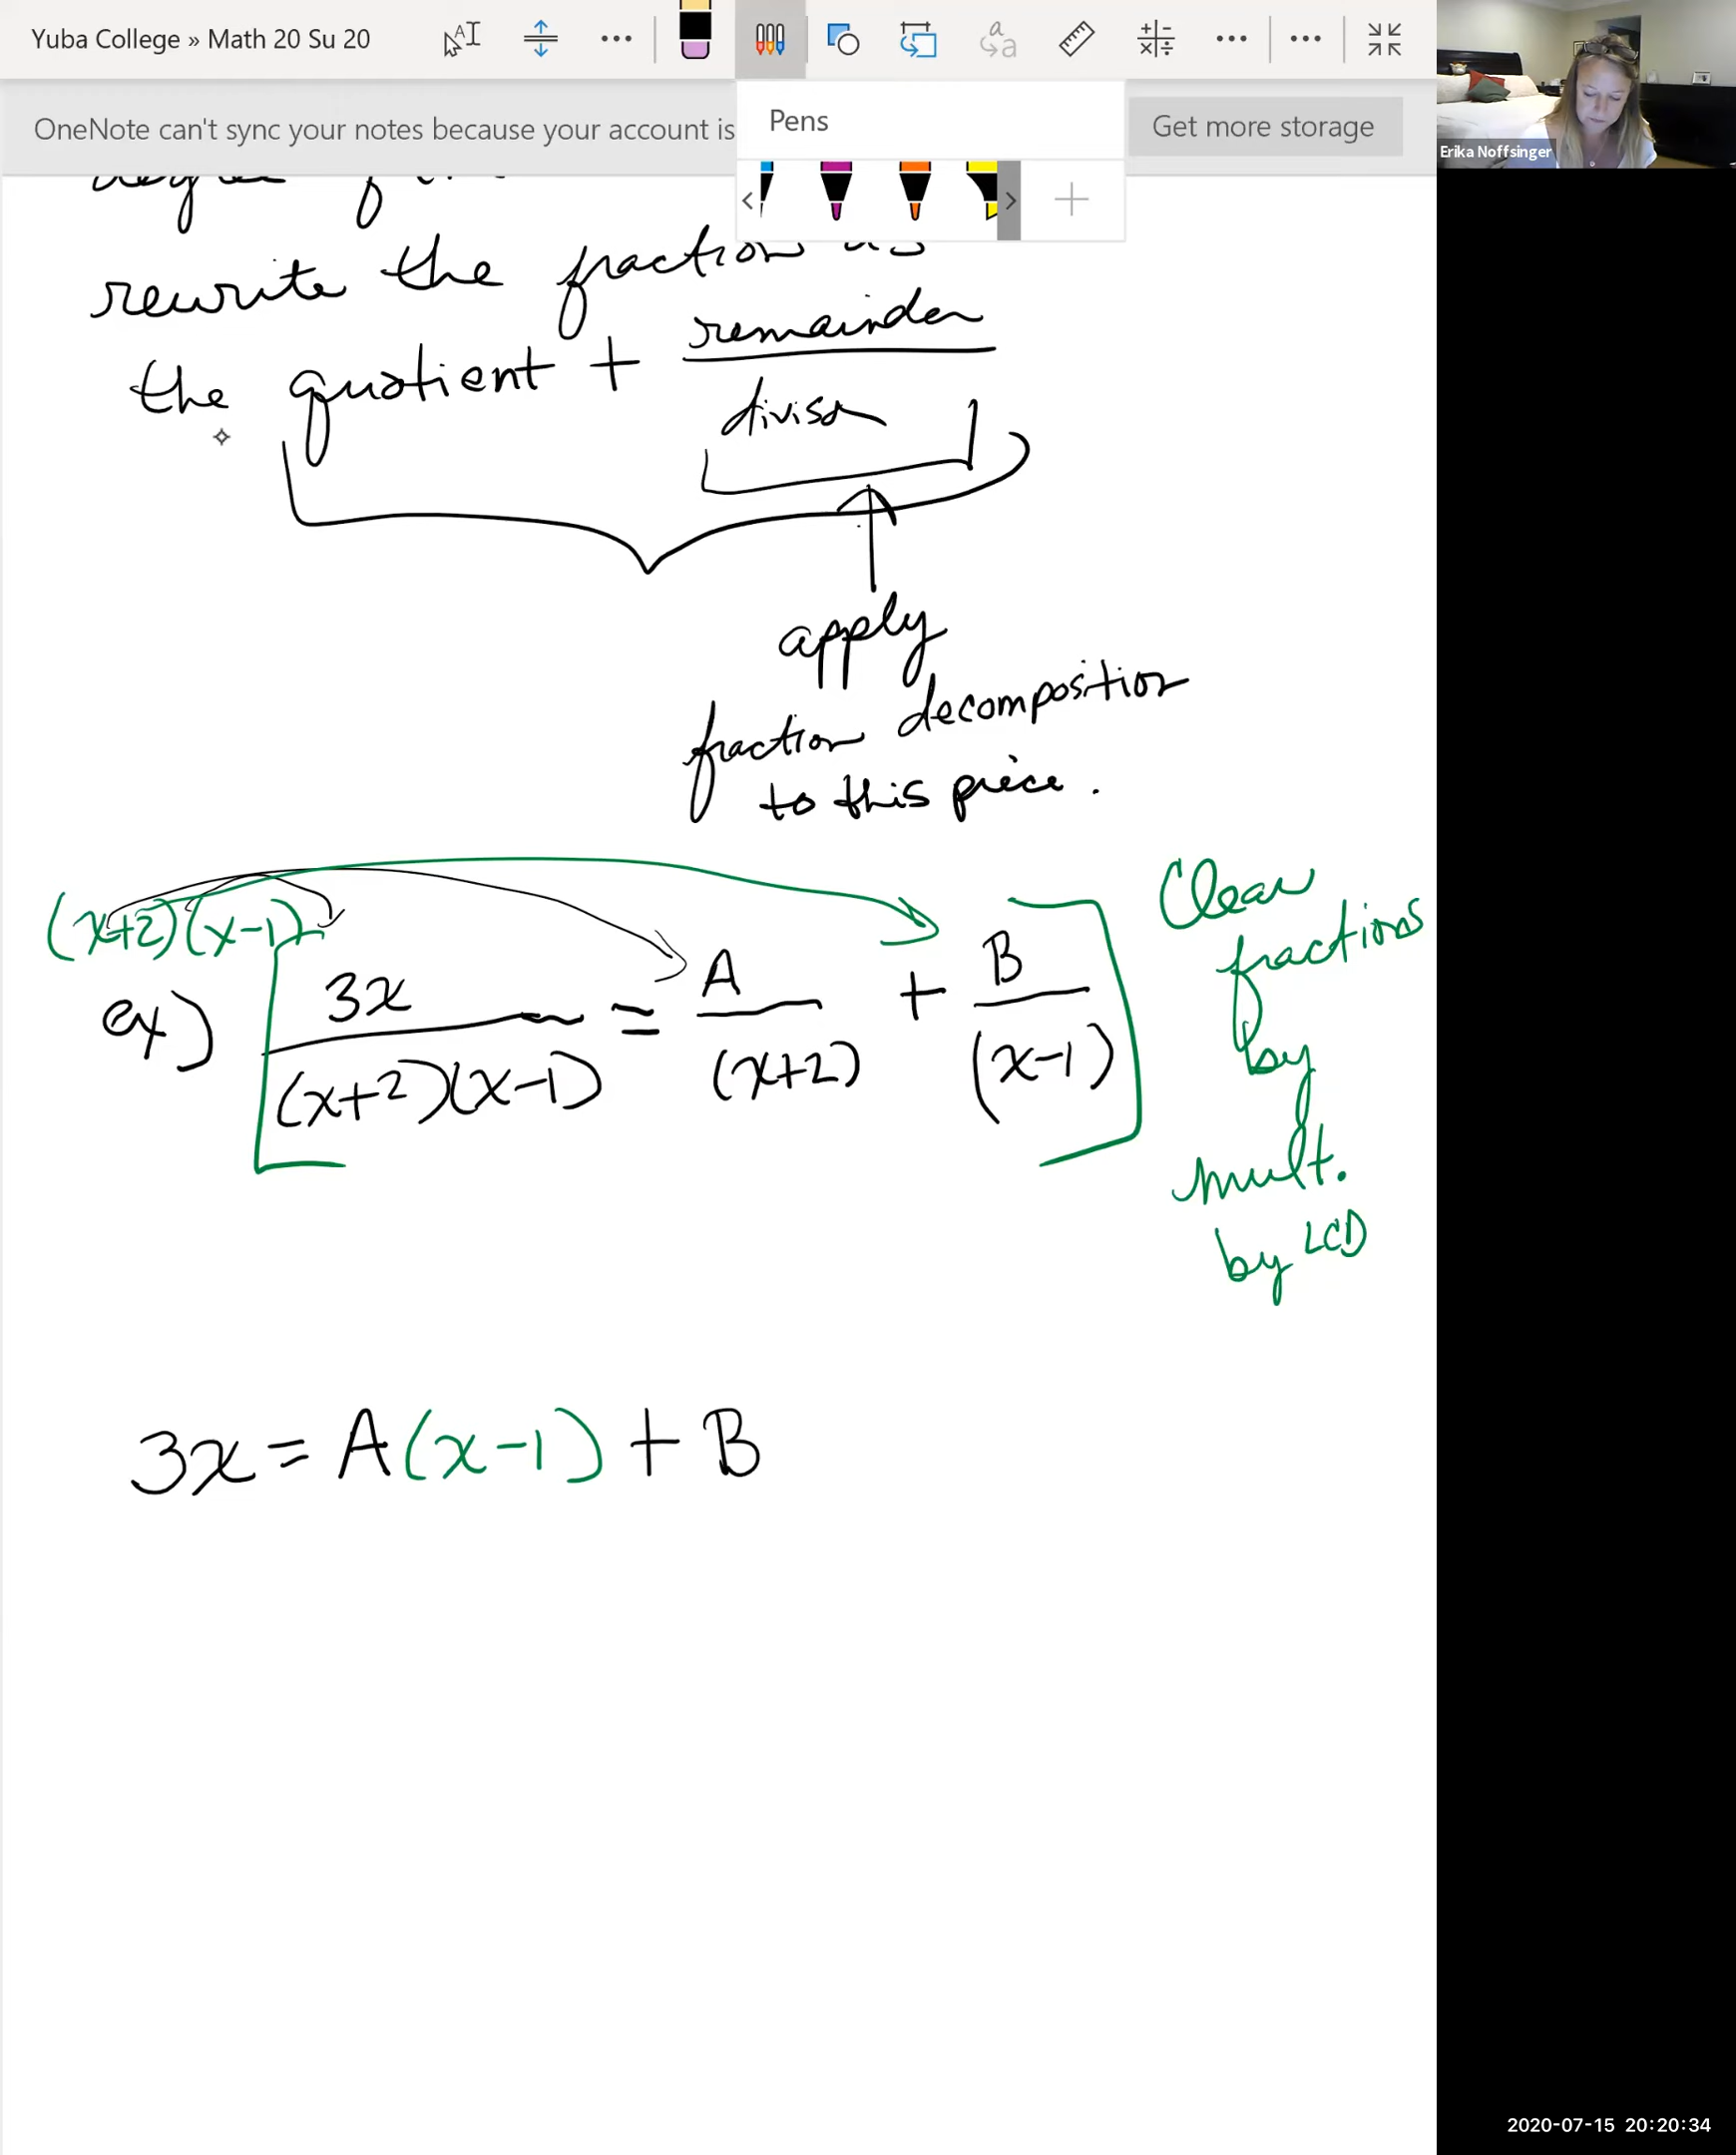 Yuba College » Math 20 Su 20
OneNote can't sync your notes because your account is
Pens
Get more storage
Erika Noffsinger
rewrite the fraction as
the quotient + remainder
divisor
apply
fraction decomposition
to this piece.
(x+2)(x-1)
Clear
fractions
by
mult.
by LCD
ex) 3x = A + B
(x+2)(x-1) (x+2) (x-1)
3x = A(x-1) + B
2020-07-15 20:20:34